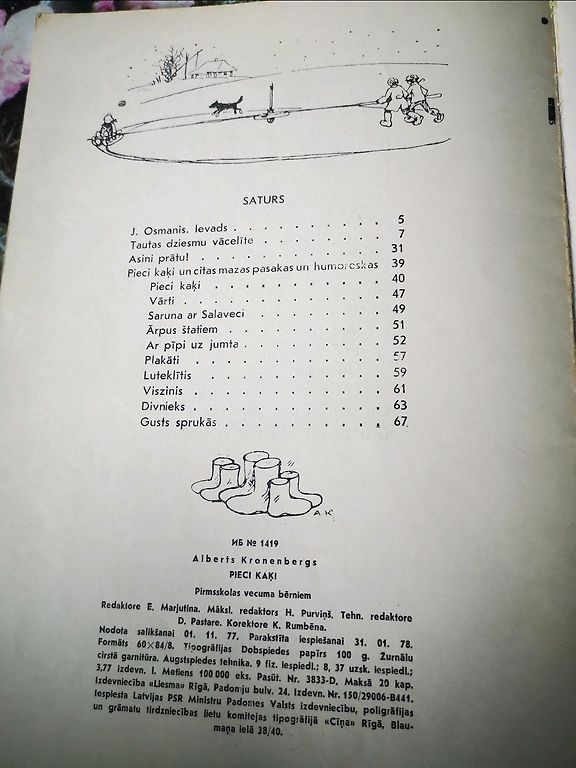 SATURS
J. Osmanis. Ievads . . . . . . . . . . 5
Tautas dziesmu vācelīte . . . . . . . . 7
Asini prātu! . . . . . . . . . . . . 31
Pieci kaķi un citas mazas pasakas un humoreskas 39
Pieci kaķi . . . . . . . . . . . 40
Vārti . . . . . . . . . . . . . 47
Saruna ar Salaveci . . . . . . . . 49
Ārpus štatiem . . . . . . . . . . 51
Ar pīpi uz jumta . . . . . . . . . 52
Plakāti . . . . . . . . . . . . 57
Luteklītis . . . . . . . . . . . 59
Viszinis . . . . . . . . . . . . 61
Divnieks . . . . . . . . . . . . 63
Gusts sprukās . . . . . . . . . . 67
A K
ИБ № 1419
Alberts Kronenbergs
PIECI KAĶI
Pirmsskolas vecuma bērniem
Redaktore E. Marjutina. Māksl. redaktors H. Purviņš. Tehn. redaktore
D. Pastare. Korektore K. Rumbēna.
Nodota salikšanai 01. 11. 77. Parakstīta iespiešanai 31. 01. 78.
Formāts 60×84/8. Tipogrāfijas Dobspiedes papīrs 100 g. Žurnālu
cirstā garnitūra. Augstspiedes tehnika. 9 fiz. iespiedl.; 8, 37 uzsk. iespiedl.;
3,77 izdevn. l. Metiens 100 000 eks. Pasūt. Nr. 3833-D. Maksā 20 kap.
Izdevniecība «Liesma» Rīgā, Padomju bulv. 24. Izdevn. Nr. 150/29006-B441.
Iespiesta Latvijas PSR Ministru Padomes Valsts izdevniecību, poligrāfijas
un grāmatu tirdzniecības lietu komitejas tipogrāfijā «Cīņa» Rīgā, Blau-
maņa ielā 38/40.